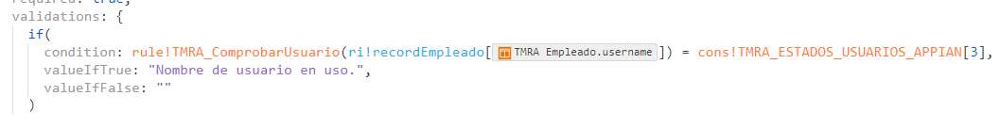 required: true,
validations: {
if(
condition: rule!TMRA_ComprobarUsuario(ri!recordEmpleado[TMRA Empleado.username]) = cons!TMRA_ESTADOS_USUARIOS_APPIAN[3],
valueIfTrue: "Nombre de usuario en uso.",
valueIfFalse: ""
)